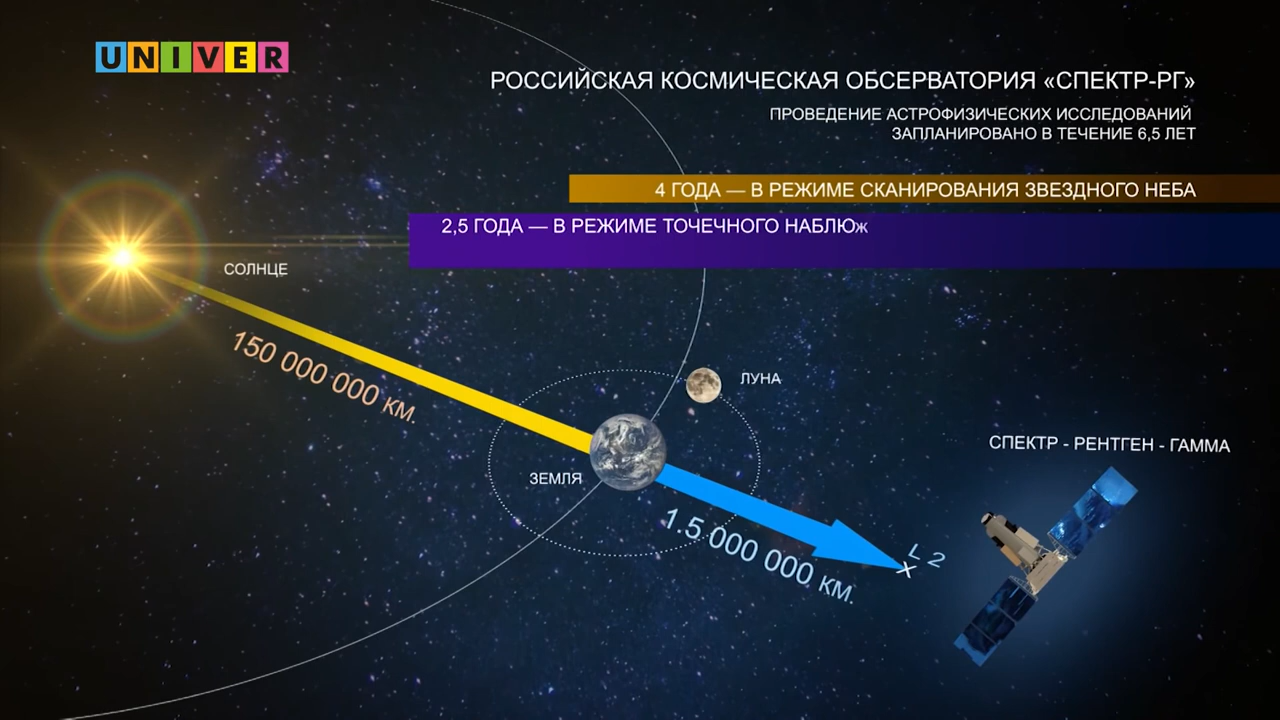 UNIVER
РОССИЙСКАЯ КОСМИЧЕСКАЯ ОБСЕРВАТОРИЯ «СПЕКТР-РГ»
ПРОВЕДЕНИЕ АСТРОФИЗИЧЕСКИХ ИССЛЕДОВАНИЙ
ЗАПЛАНИРОВАНО В ТЕЧЕНИЕ 6,5 ЛЕТ
4 ГОДА — В РЕЖИМЕ СКАНИРОВАНИЯ ЗВЕЗДНОГО НЕБА
2,5 ГОДА — В РЕЖИМЕ ТОЧЕЧНОГО НАБЛЮЖ
СОЛНЦЕ
150 000 000 КМ.
ЛУНА
ЗЕМЛЯ
1.5 000 000 КМ.
L 2
СПЕКТР - РЕНТГЕН - ГАММА